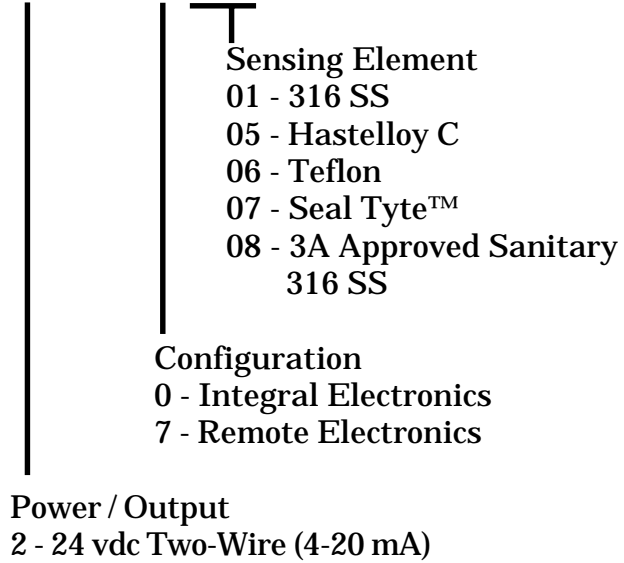 Sensing Element
01 - 316 SS
05 - Hastelloy C
06 - Teflon
07 - Seal Tyte™
08 - 3A Approved Sanitary
316 SS
Configuration
0 - Integral Electronics
7 - Remote Electronics
Power / Output
2 - 24 vdc Two-Wire (4-20 mA)